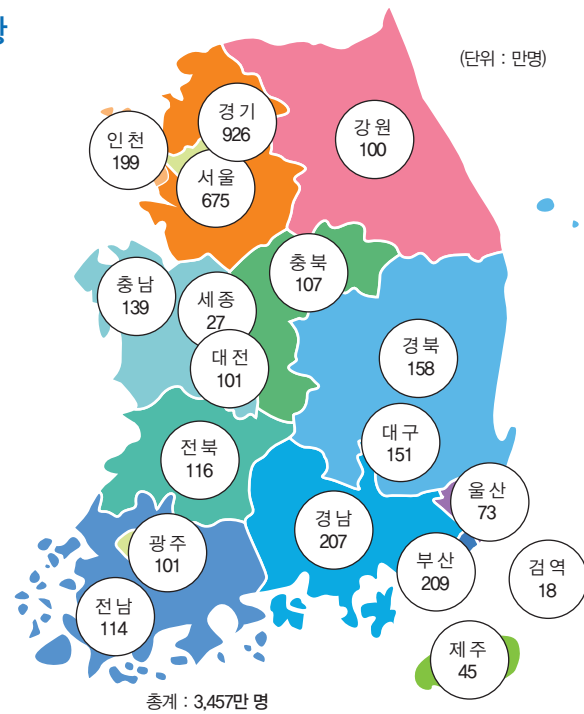 황
(단위 : 만명)
경기
926
인천
199
강원
100
서울
675
충북
107
충남
139
세종
27
대전
101
경북
158
대구
151
전북
116
울산
73
경남
207
광주
101
부산
209
검역
18
전남
114
제주
45
총계 : 3,457만 명